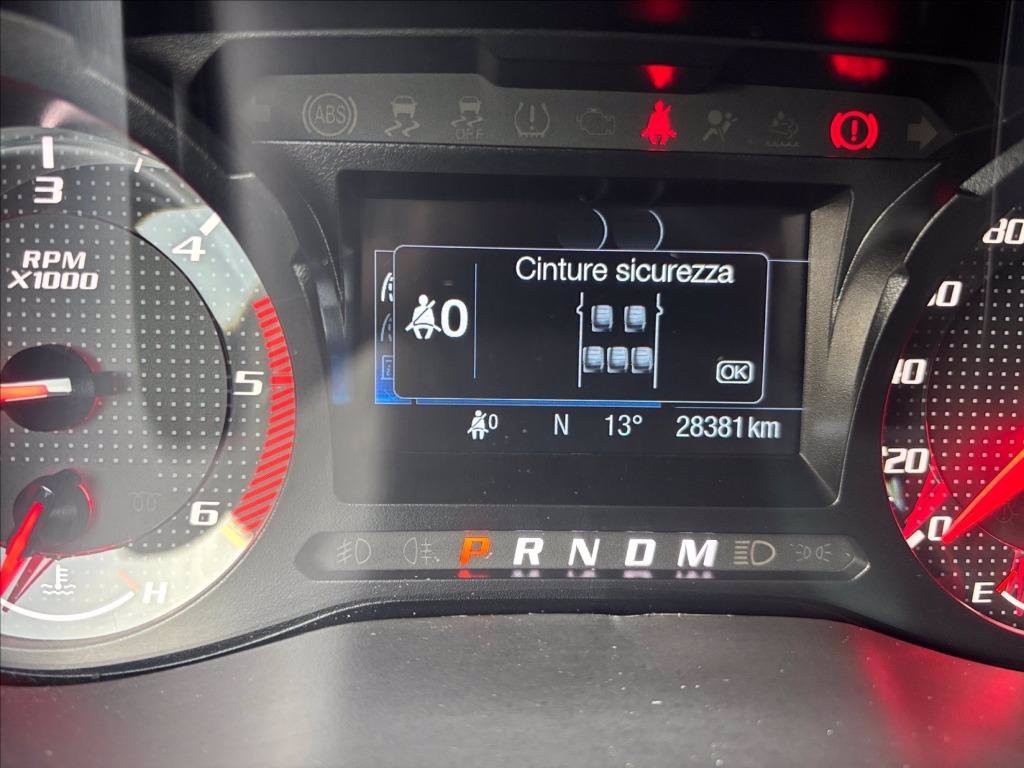 ABS
OFF
3
4
5
6
RPM
X1000
H
Cinture sicurezza
0
OK
0 N 13° 28381 km
P R N D M
80
40
20
0
E